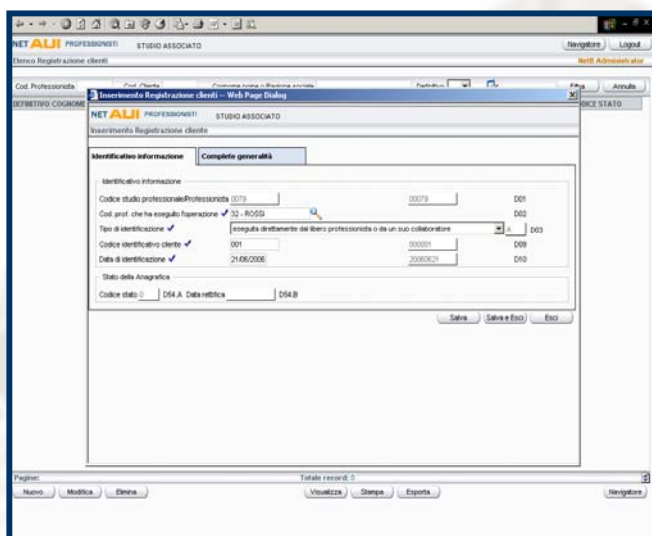 NET AUI PROFESSIONISTI STUDIO ASSOCIATO Navigatore Logout
Elenco Registrazione clienti NetB Administrator
Cod. Professionista Cod. Cliente Cognome nome o Ragione sociale Definitivo Filtra Annulla
DEFINITIVO COGNOME STATO
Inserimento Registrazione clienti -- Web Page Dialog
NET AUI PROFESSIONISTI STUDIO ASSOCIATO
Inserimento Registrazione cliente
Identificativo informazione Complete generalità
Identificativo informazione
Codice studio professionale/Professionista 0079 00079 D01
Cod. prof. che ha eseguito l'operazione 32 - ROSSI D02
Tipo di identificazione eseguita direttamente dal libero professionista o da un suo collaboratore A D03
Codice identificativo cliente 001 000001 D09
Data di identificazione 21/06/2006 20060621 D10
Stato della Anagrafica
Codice stato 0 D54.A Data rettifica D54.B
Salva Salva e Esci Esci
Pagine: Totale record: 0
Nuovo Modifica Elimina Visualizza Stampa Esporta Navigatore